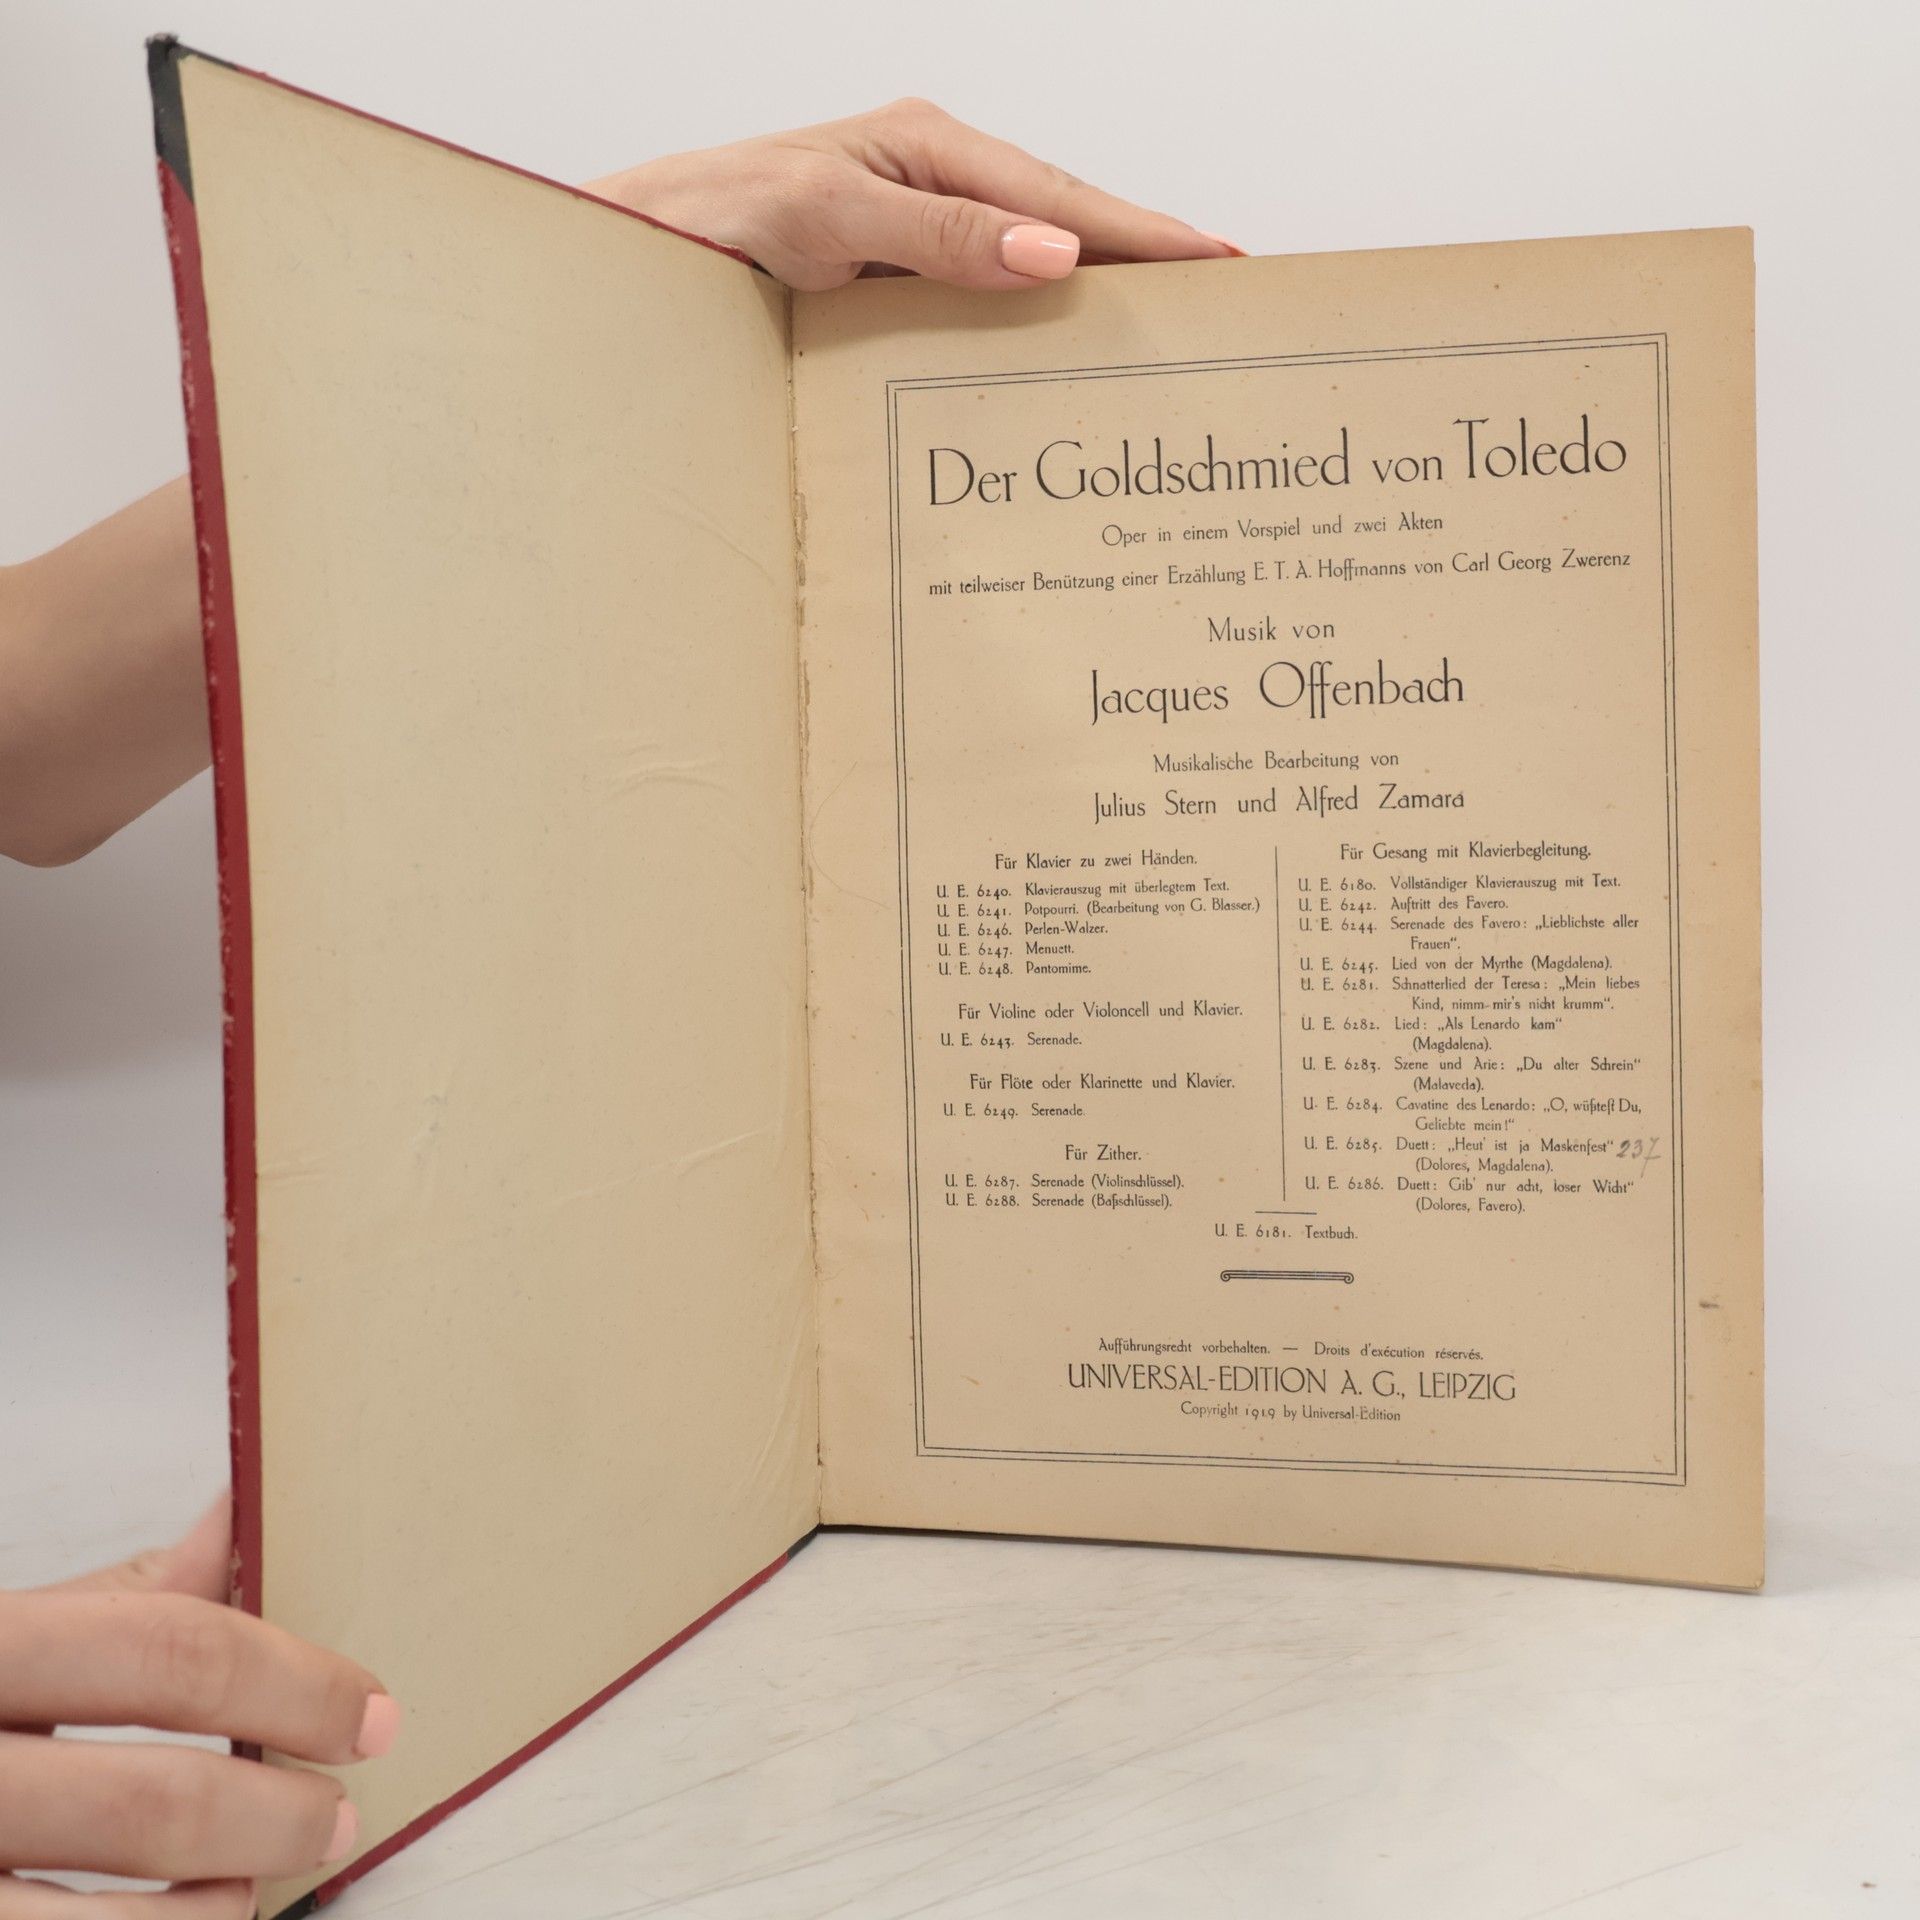 Der Goldschmied von Toledo
Oper in einem Vorspiel und zwei Akten
mit teilweiser Benützung einer Erzählung E. T. A. Hoffmanns von Carl Georg Zwerenz
Musik von
Jacques Offenbach
Musikalische Bearbeitung von
Julius Stern und Alfred Zamara
Für Klavier zu zwei Händen.
U. E. 6240. Klavierauszug mit überlegtem Text.
U. E. 6241. Potpourri. (Bearbeitung von G. Blasser.)
U. E. 6246. Perlen-Walzer.
U. E. 6247. Menuett.
U. E. 6248. Pantomime.
Für Violine oder Violoncell und Klavier.
U. E. 6243. Serenade.
Für Flöte oder Klarinette und Klavier.
U. E. 6249. Serenade.
Für Zither.
U. E. 6287. Serenade (Violinschlüssel).
U. E. 6288. Serenade (Baßschlüssel).
Für Gesang mit Klavierbegleitung.
U. E. 6180. Vollständiger Klavierauszug mit Text.
U. E. 6242. Auftritt des Favero.
U. E. 6244. Serenade des Favero: „Lieblichste aller
Frauen“.
U. E. 6245. Lied von der Myrthe (Magdalena).
U. E. 6281. Schnatterlied der Teresa: „Mein liebes
Kind, nimm mir's nicht krumm“.
U. E. 6282. Lied: „Als Lenardo kam“
(Magdalena).
U. E. 6283. Szene und Arie: „Du alter Schrein“
(Malaveda).
U. E. 6284. Cavatine des Lenardo: „O, wüßtest Du,
Geliebte mein!“
U. E. 6285. Duett: „Heut' ist ja Maskenfest“ 237
(Dolores, Magdalena).
U. E. 6286. Duett: Gib' nur acht, loser Wicht“
(Dolores, Favero).
U. E. 6181. Textbuch.
Aufführungsrecht vorbehalten. — Droits d'exécution réservés.
UNIVERSAL-EDITION A. G., LEIPZIG
Copyright 1919 by Universal-Edition